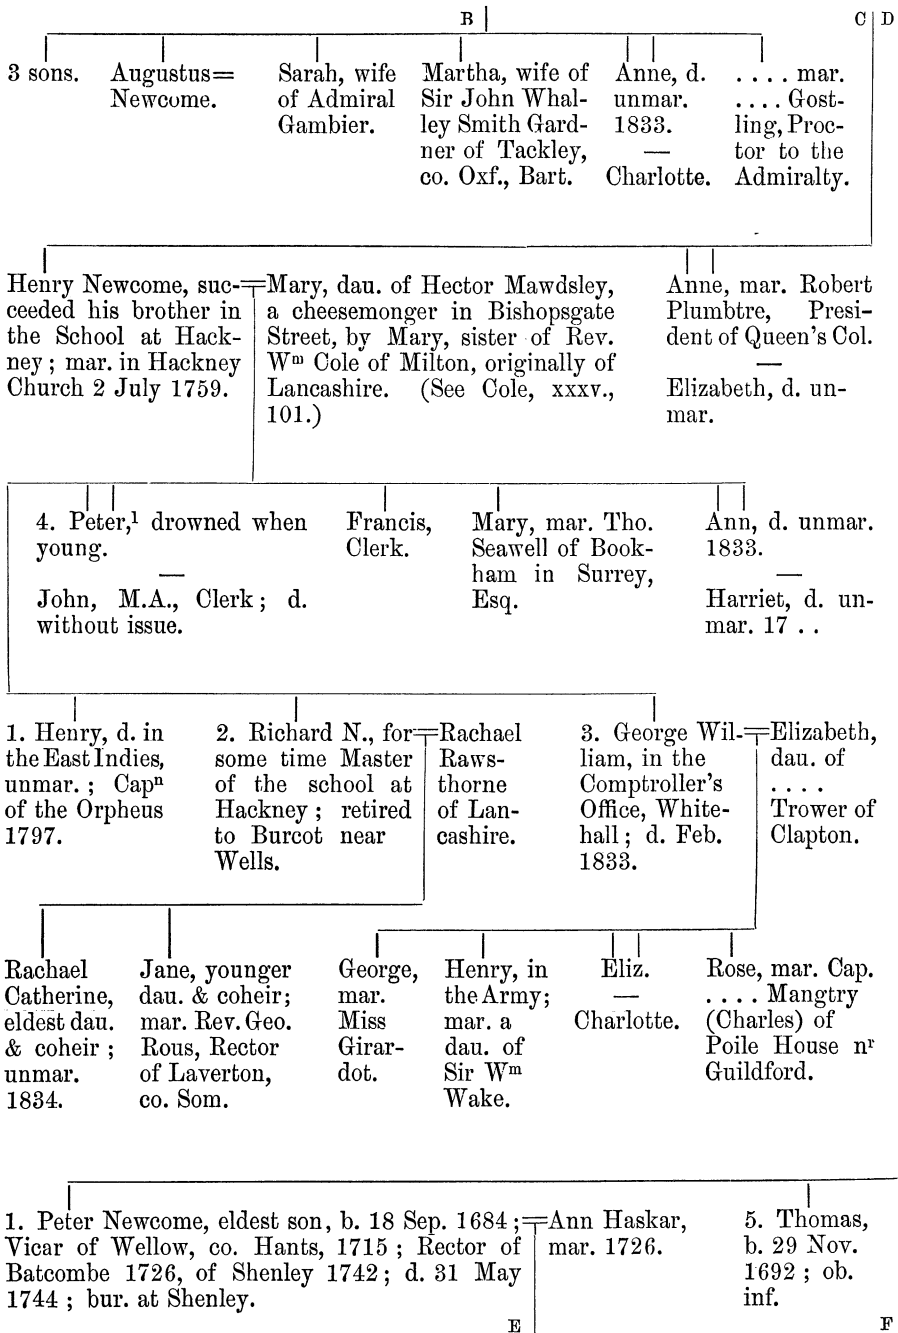 B
C D
3 sons.
Augustus=
Newcome.
Sarah, wife
of Admiral
Gambier.
Martha, wife of
Sir John Whal-
ley Smith Gard-
ner of Tackley,
co. Oxf., Bart.
Anne, d.
unmar.
1833.
—
Charlotte.
. . . . mar.
. . . . Gost-
ling, Proc-
tor to the
Admiralty.
Henry Newcome, suc-
ceeded his brother in
the School at Hack-
ney ; mar. in Hackney
Church 2 July 1759.
=Mary, dau. of Hector Mawdsley,
a cheesemonger in Bishopsgate
Street, by Mary, sister of Rev.
Wᵐ Cole of Milton, originally of
Lancashire. (See Cole, xxxv.,
101.)
Anne, mar. Robert
Plumbtre, Presi-
dent of Queen's Col.
—
Elizabeth, d. un-
mar.
4. Peter,¹ drowned when
young.
—
John, M.A., Clerk ; d.
without issue.
Francis,
Clerk.
Mary, mar. Tho.
Seawell of Book-
ham in Surrey,
Esq.
Ann, d. unmar.
1833.
—
Harriet, d. un-
mar. 17 . .
1. Henry, d. in
the East Indies,
unmar. ; Capⁿ
of the Orpheus
1797.
2. Richard N., for-
some time Master
of the school at
Hackney ; retired
to Burcot near
Wells.
=Rachael
Raws-
thorne
of Lan-
cashire.
3. George Wil-
liam, in the
Comptroller's
Office, White-
hall ; d. Feb.
1833.
=Elizabeth,
dau. of
. . . .
Trower of
Clapton.
Rachael
Catherine,
eldest dau.
& coheir ;
unmar.
1834.
Jane, younger
dau. & coheir;
mar. Rev. Geo.
Rous, Rector
of Laverton,
co. Som.
George,
mar.
Miss
Girar-
dot.
Henry, in
the Army;
mar. a
dau. of
Sir Wᵐ
Wake.
Eliz.
—
Charlotte.
Rose, mar. Cap.
. . . . Mangtry
(Charles) of
Poile House nʳ
Guildford.
1. Peter Newcome, eldest son, b. 18 Sep. 1684 ;
Vicar of Wellow, co. Hants, 1715 ; Rector of
Batcombe 1726, of Shenley 1742 ; d. 31 May
1744 ; bur. at Shenley.
=Ann Haskar,
mar. 1726.
5. Thomas,
b. 29 Nov.
1692 ; ob.
inf.
E
F